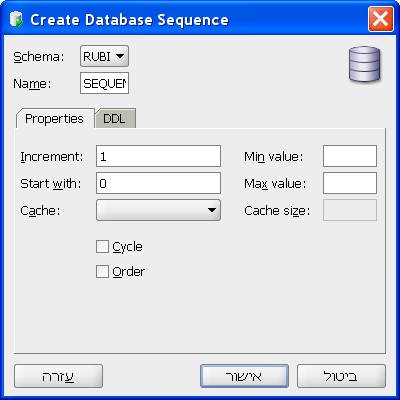 Create Database Sequence
Schema: RUBI
Name: SEQUEN
Properties DDL
Increment: 1 Min value:
Start with: 0 Max value:
Cache: Cache size:
Cycle
Order
עזרה אישור ביטול